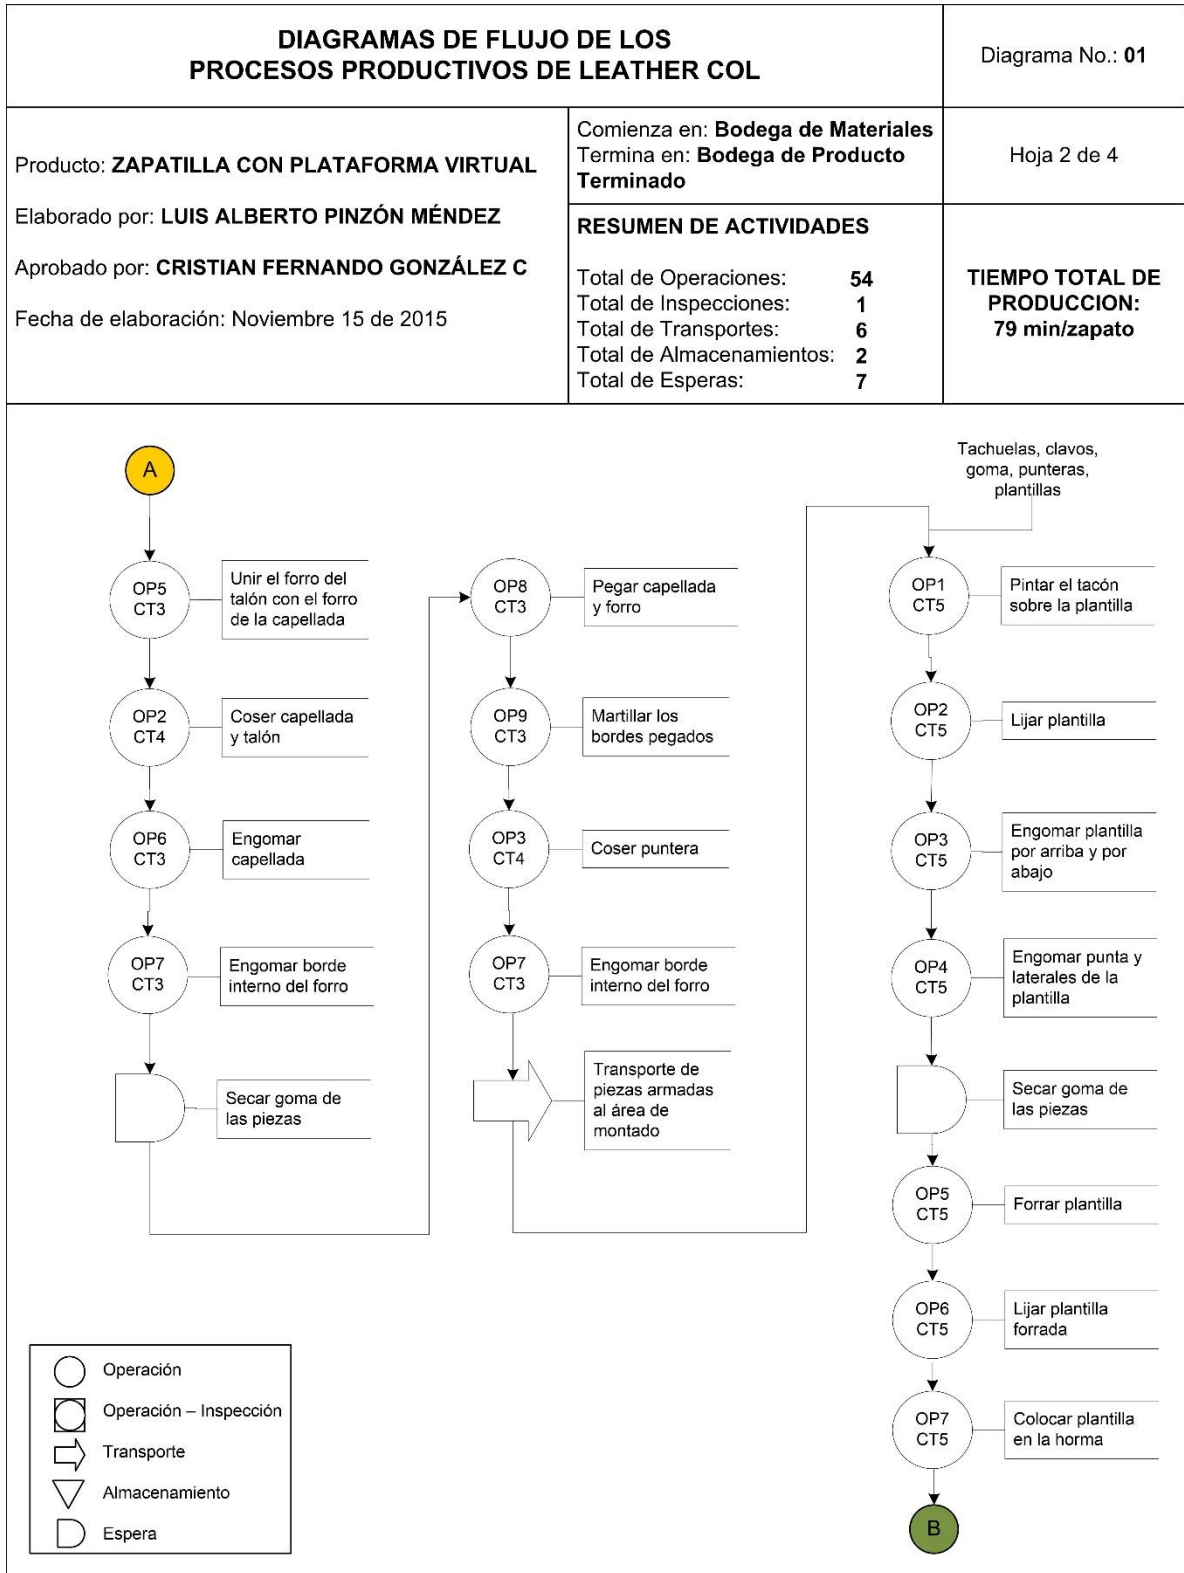 DIAGRAMAS DE FLUJO DE LOS
PROCESOS PRODUCTIVOS DE LEATHER COL
Diagrama No.: 01
Producto: ZAPATILLA CON PLATAFORMA VIRTUAL
Elaborado por: LUIS ALBERTO PINZÓN MÉNDEZ
Aprobado por: CRISTIAN FERNANDO GONZÁLEZ C
Fecha de elaboración: Noviembre 15 de 2015
Comienza en: Bodega de Materiales
Termina en: Bodega de Producto
Terminado
Hoja 2 de 4
RESUMEN DE ACTIVIDADES
Total de Operaciones: 54
Total de Inspecciones: 1
Total de Transportes: 6
Total de Almacenamientos: 2
Total de Esperas: 7
TIEMPO TOTAL DE
PRODUCCION:
79 min/zapato
A
OP5
CT3
Unir el forro del
talón con el forro
de la capellada
OP2
CT4
Coser capellada
y talón
OP6
CT3
Engomar
capellada
OP7
CT3
Engomar borde
interno del forro
Secar goma de
las piezas
OP8
CT3
Pegar capellada
y forro
OP9
CT3
Martillar los
bordes pegados
OP3
CT4
Coser puntera
OP7
CT3
Engomar borde
interno del forro
Transporte de
piezas armadas
al área de
montado
Tachuelas, clavos,
goma, punteras,
plantillas
OP1
CT5
Pintar el tacón
sobre la plantilla
OP2
CT5
Lijar plantilla
OP3
CT5
Engomar plantilla
por arriba y por
abajo
OP4
CT5
Engomar punta y
laterales de la
plantilla
Secar goma
de las piezas
OP5
CT5
Forrar plantilla
OP6
CT5
Lijar plantilla
forrada
OP7
CT5
Colocar plantilla
en la horma
B
Operación
Operación – Inspección
Transporte
Almacenamiento
Espera